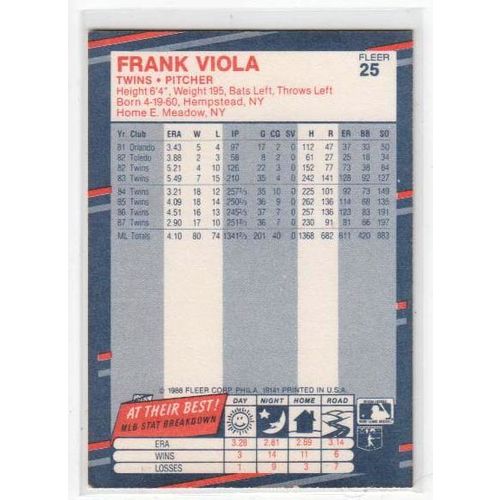 FRANK VIOLA
TWINS • PITCHER
Height 6'4", Weight 195, Bats Left, Throws Left
Born 4-19-60, Hempstead, NY
Home E. Meadow, NY
FLEER
25
Yr. Club ERA W L IP G CG SV H R ER BB SO
81 Orlando 3.43 5 4 97 17 2 0 112 47 37 33 50
82 Toledo 3.88 2 3 58 8 0 61 27 25 18 34
82 Twins 5.21 4 10 126 22 3 0 152 77 73 38 84
83 Twins 5.49 7 15 210 35 4 0 242 141 128 92 127
84 Twins 3.21 18 12 257⅔ 35 10 0 225 101 92 73 149
85 Twins 4.09 18 14 250⅔ 36 9 0 262 136 114 68 135
86 Twins 4.51 16 13 245⅔ 37 7 0 257 136 123 83 191
87 Twins 2.90 17 10 251⅔ 36 7 0 230 91 81 66 197
ML Totals 4.10 80 74 1341⅔ 201 40 0 1368 682 611 420 883
© 1988 FLEER CORP. PHILA. 19141 PRINTED IN U.S.A.
AT THEIR BEST!
MLB STAT BREAKDOWN
DAY NIGHT HOME ROAD
ERA 3.28 2.81 2.69 3.14
WINS 3 14 11 6
LOSSES 1 9 3 7